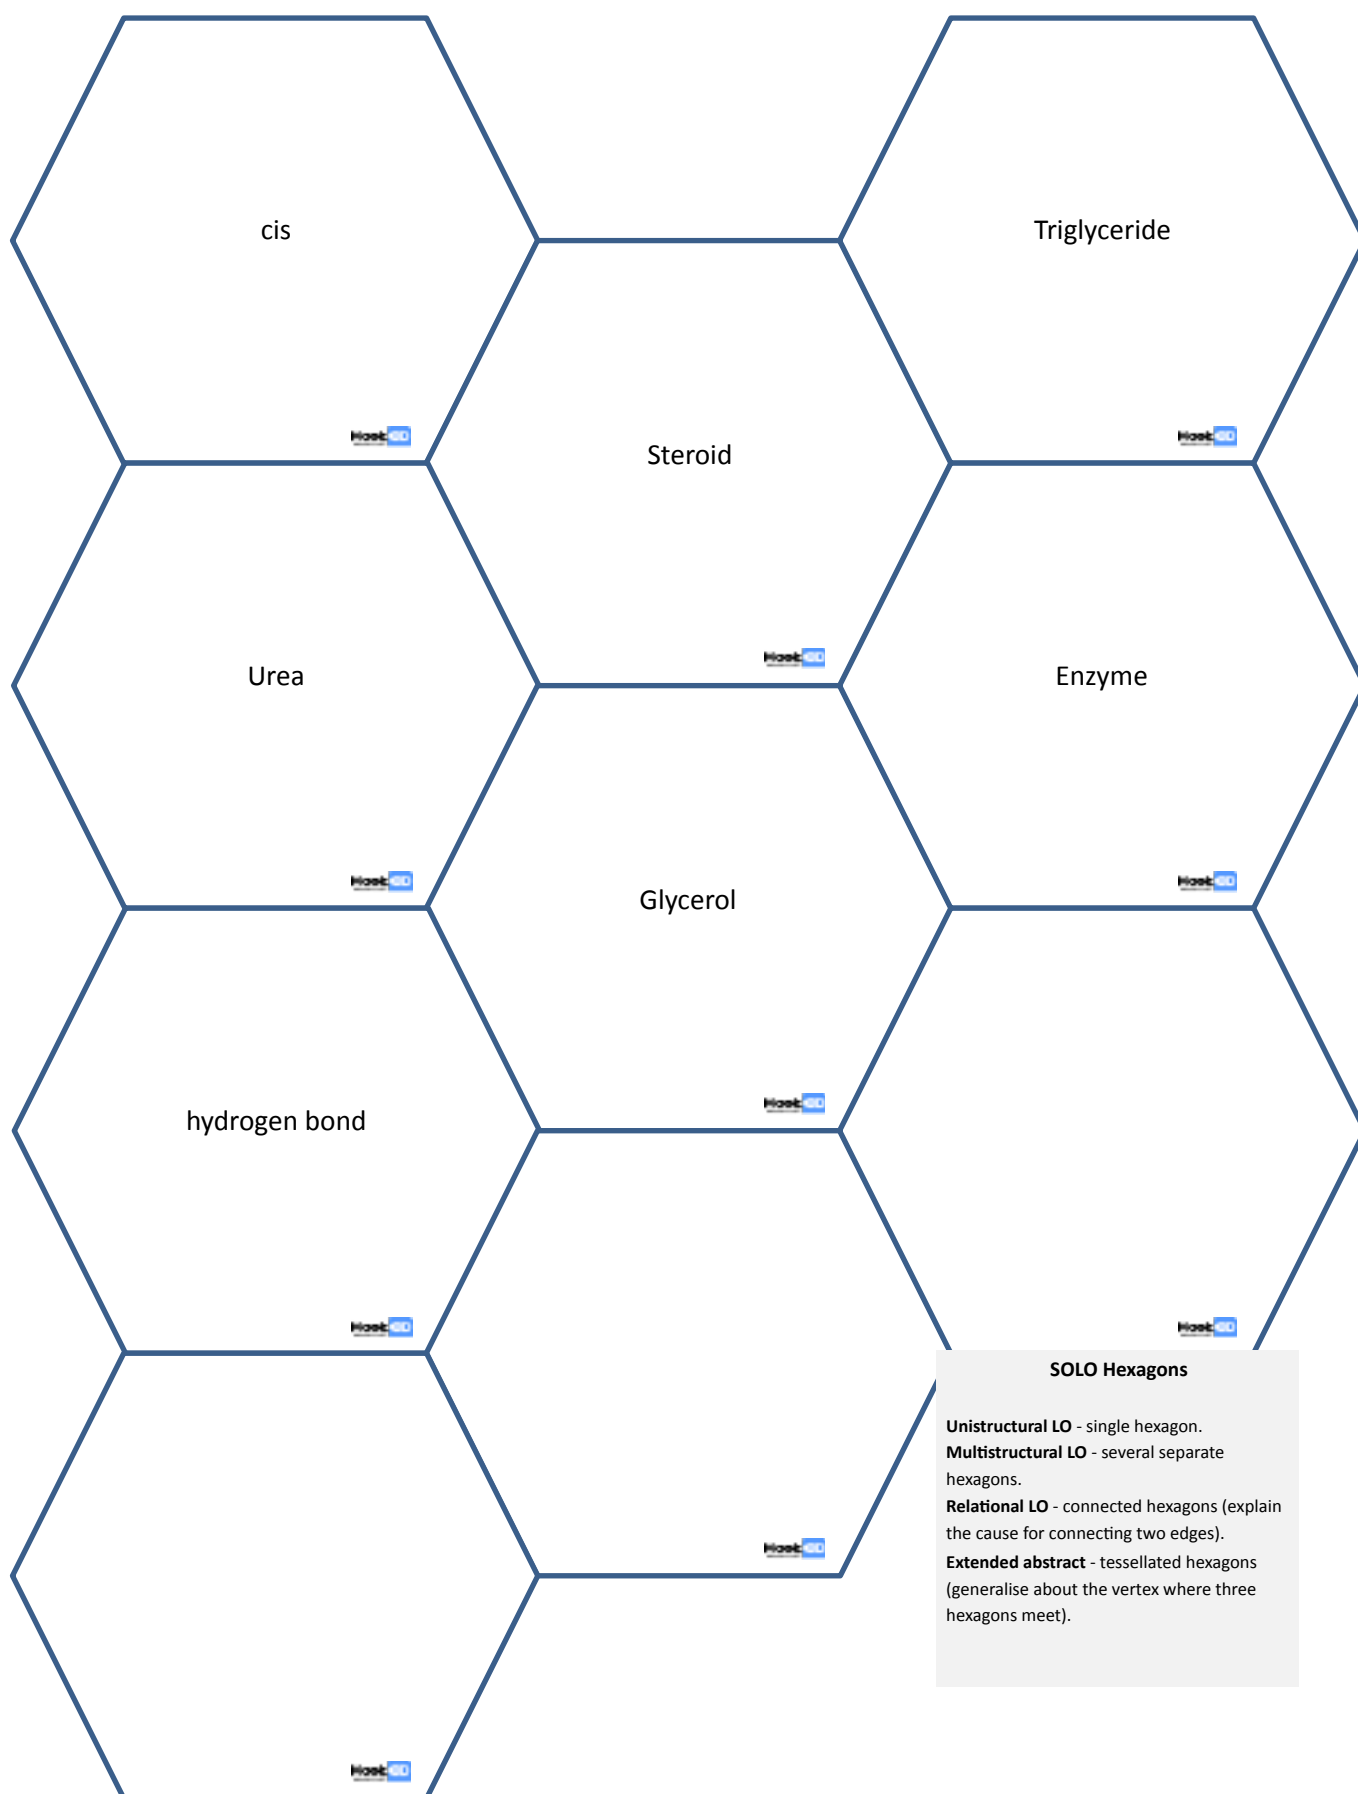 cis
Triglyceride
Steroid
Urea
Enzyme
Glycerol
hydrogen bond
SOLO Hexagons
Unistructural LO - single hexagon.
Multistructural LO - several separate
hexagons.
Relational LO - connected hexagons (explain
the cause for connecting two edges).
Extended abstract - tessellated hexagons
(generalise about the vertex where three
hexagons meet).